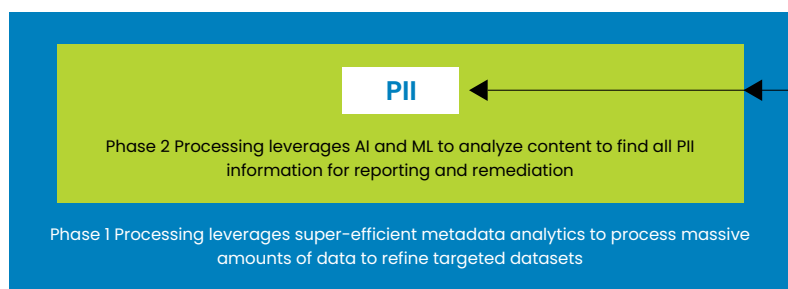 PII
Phase 2 Processing leverages AI and ML to analyze content to find all PII
information for reporting and remediation
Phase 1 Processing leverages super-efficient metadata analytics to process massive
amounts of data to refine targeted datasets